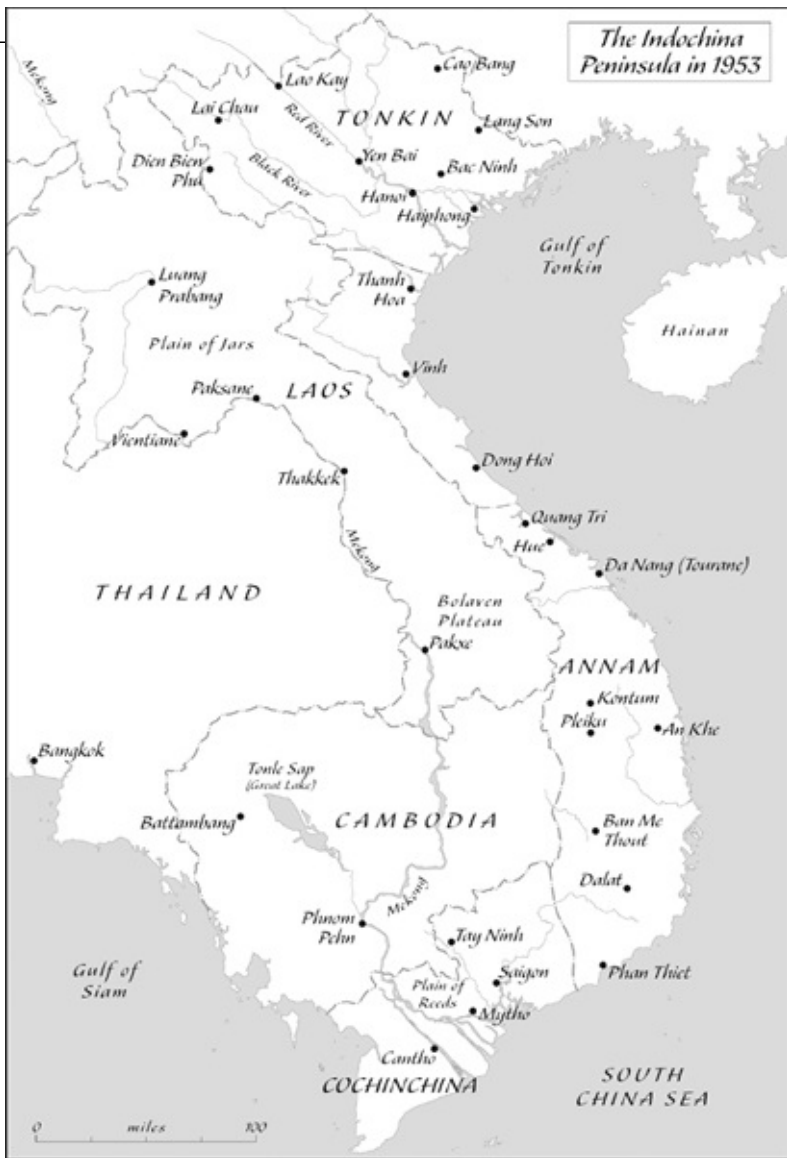 The Indochina
Peninsula in 1953
Mekong
Lao Kay
Cao Bang
Lai Chau
Red River
TONKIN
Lang Son
Dien Bien
Phu
Black River
Yen Bai
Bac Ninh
Hanoi
Haiphong
Gulf of
Tonkin
Luang
Prabang
Thanh
Hoa
Hainan
Plain of Jars
Vinh
Paksane
LAOS
Vientiane
Thakkek
Dong Hoi
Mekong
Quang Tri
Hue
Da Nang (Tourane)
THAILAND
Bolaven
Plateau
Pakxe
ANNAM
Kontum
Pleiku
An Khe
Bangkok
Tonle Sap
(Great Lake)
Battambang
CAMBODIA
Ban Me
Thout
Dalat
Mekong
Phnom
Pehn
Tay Ninh
Gulf of
Siam
Saigon
Phan Thiet
Plain of
Reeds
Mytho
Cantho
COCHINCHINA
SOUTH
CHINA SEA
0 miles 100